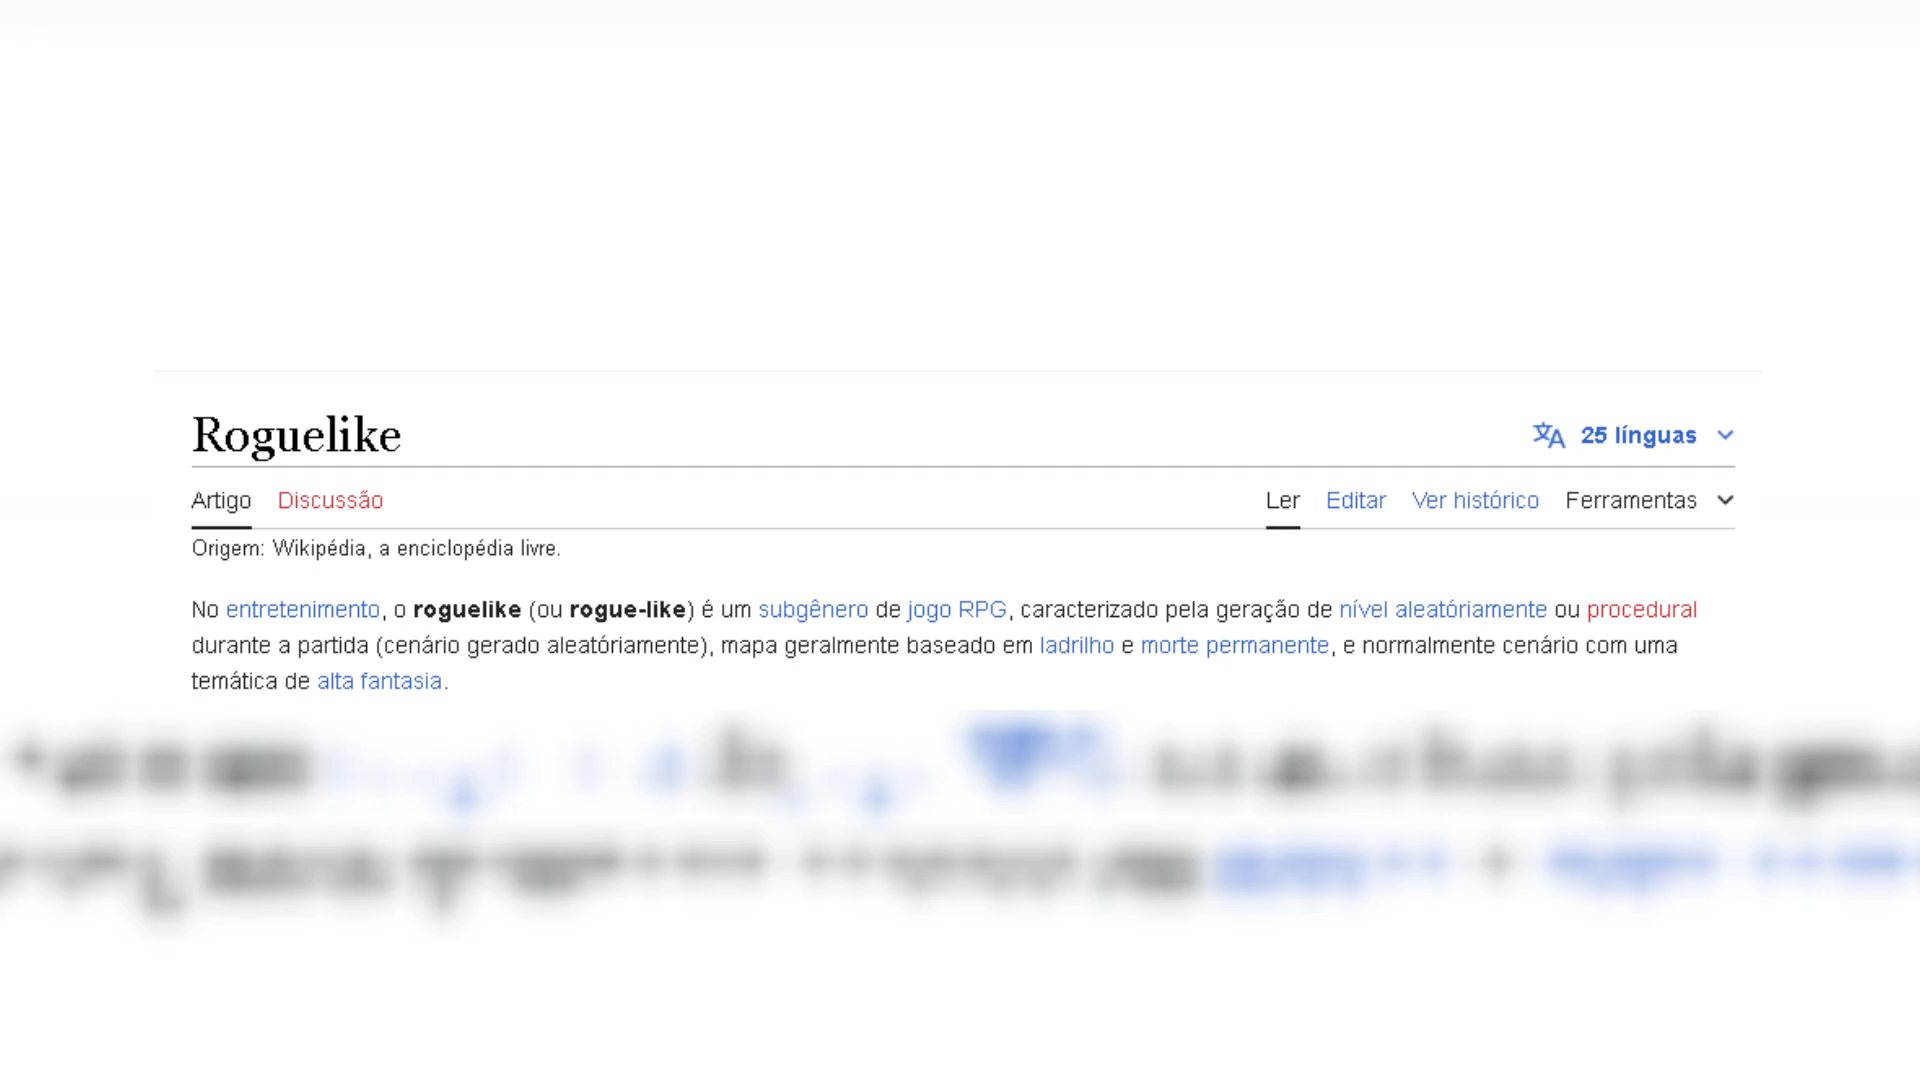 Roguelike
25 línguas
Artigo Discussão Ler Editar Ver histórico Ferramentas
Origem: Wikipédia, a enciclopédia livre.
No entretenimento, o roguelike (ou rogue-like) é um subgênero de jogo RPG, caracterizado pela geração de nível aleatóriamente ou procedural
durante a partida (cenário gerado aleatóriamente), mapa geralmente baseado em ladrilho e morte permanente, e normalmente cenário com uma
temática de alta fantasia.